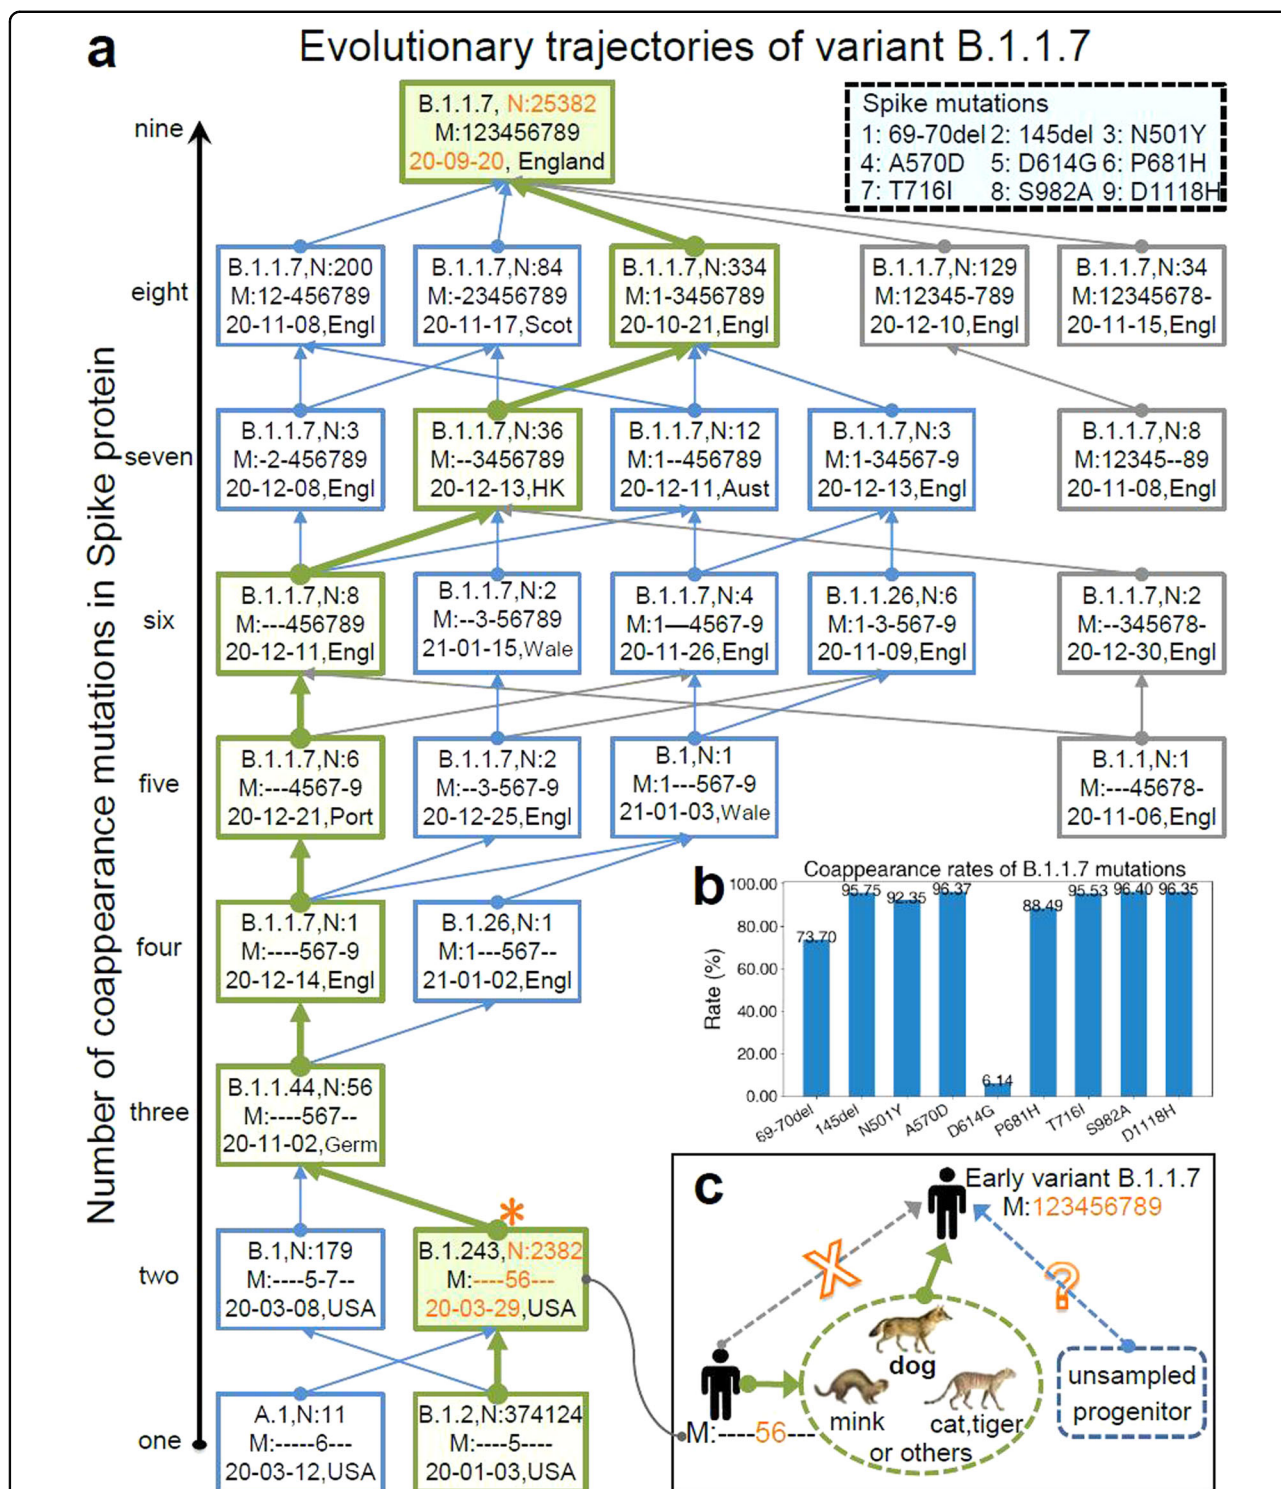 a
Evolutionary trajectories of variant B.1.1.7
Number of coappearance mutations in Spike protein
nine
B.1.1.7, N:25382
M:123456789
20-09-20, England
Spike mutations
1: 69-70del 2: 145del 3: N501Y
4: A570D 5: D614G 6: P681H
7: T716I 8: S982A 9: D1118H
eight
B.1.1.7,N:200
M:12-456789
20-11-08,Engl
B.1.1.7,N:84
M:-23456789
20-11-17,Scot
B.1.1.7,N:334
M:1-3456789
20-10-21,Engl
B.1.1.7,N:129
M:12345-789
20-12-10,Engl
B.1.1.7,N:34
M:12345678-
20-11-15,Engl
seven
B.1.1.7,N:3
M:-2-456789
20-12-08,Engl
B.1.1.7,N:36
M:--3456789
20-12-13,HK
B.1.1.7,N:12
M:1--456789
20-12-11,Aust
B.1.1.7,N:3
M:1-34567-9
20-12-13,Engl
B.1.1.7,N:8
M:12345--89
20-11-08,Engl
six
B.1.1.7,N:8
M:---456789
20-12-11,Engl
B.1.1.7,N:2
M:--3-56789
21-01-15,Wale
B.1.1.7,N:4
M:1—4567-9
20-11-26,Engl
B.1.1.26,N:6
M:1-3-567-9
20-11-09,Engl
B.1.1.7,N:2
M:--345678-
20-12-30,Engl
five
B.1.1.7,N:6
M:---4567-9
20-12-21,Port
B.1.1.7,N:2
M:--3-567-9
20-12-25,Engl
B.1,N:1
M:1---567-9
21-01-03,Wale
B.1.1,N:1
M:---45678-
20-11-06,Engl
four
B.1.1.7,N:1
M:----567-9
20-12-14,Engl
B.1.26,N:1
M:1---567--
21-01-02,Engl
three
B.1.1.44,N:56
M:----567--
20-11-02,Germ
two
B.1,N:179
M:----5-7--
20-03-08,USA
*
B.1.243,N:2382
M:----56---
20-03-29,USA
one
A.1,N:11
M:-----6---
20-03-12,USA
B.1.2,N:374124
M:----5----
20-01-03,USA
b
Coappearance rates of B.1.1.7 mutations
Rate (%)
100.00
80.00
60.00
40.00
20.00
0.00
73.70
95.75
92.35
96.37
6.14
88.49
95.53
96.40
96.35
69-70del
145del
N501Y
A570D
D614G
P681H
T716I
S982A
D1118H
c
Early variant B.1.1.7
M:123456789
X
?
dog
mink
cat,tiger
or others
M:----56---
unsampled
progenitor